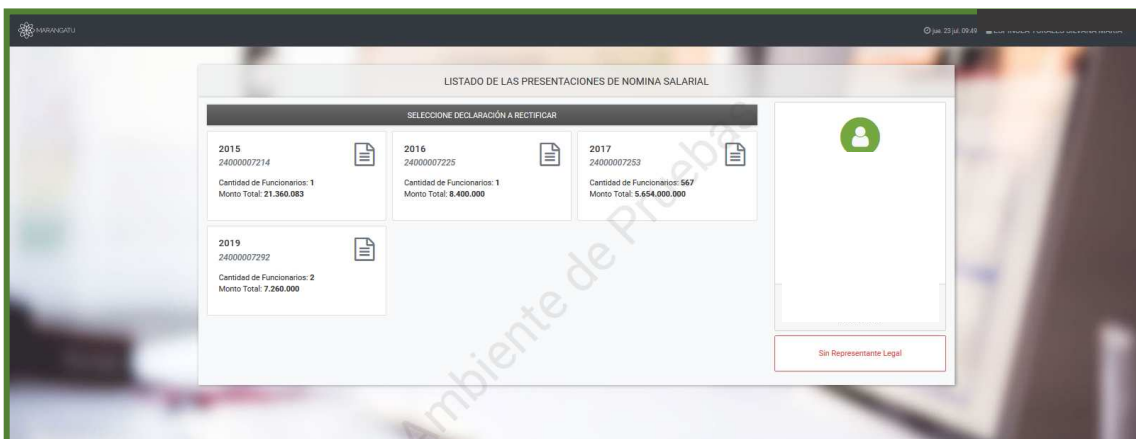 MARANGATU
jue. 23 jul. 09:49
LISTADO DE LAS PRESENTACIONES DE NOMINA SALARIAL
SELECCIONE DECLARACIÓN A RECTIFICAR
2015
24000007214
Cantidad de Funcionarios: 1
Monto Total: 21.360.083
2016
24000007225
Cantidad de Funcionarios: 1
Monto Total: 8.400.000
2017
24000007253
Cantidad de Funcionarios: 567
Monto Total: 5.654.000.000
2019
24000007292
Cantidad de Funcionarios: 2
Monto Total: 7.260.000
Sin Representante Legal
Ambiente de Pruebas